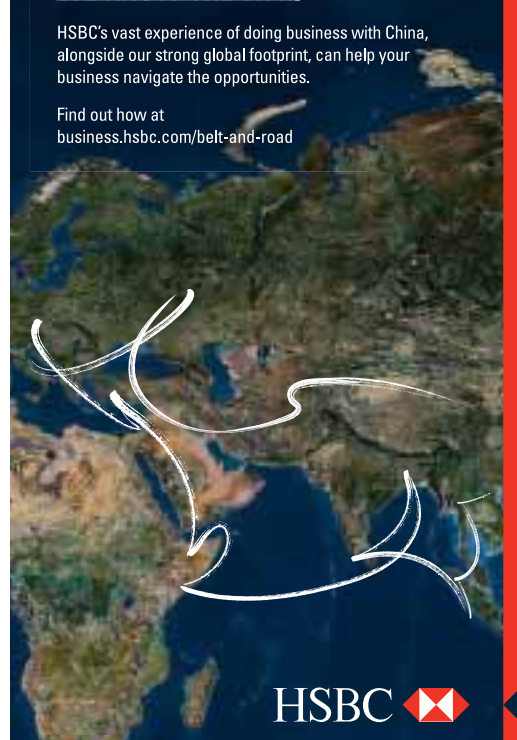 HSBC's vast experience of doing business with China,
alongside our strong global footprint, can help your
business navigate the opportunities.
Find out how at
business.hsbc.com/belt-and-road
HSBC